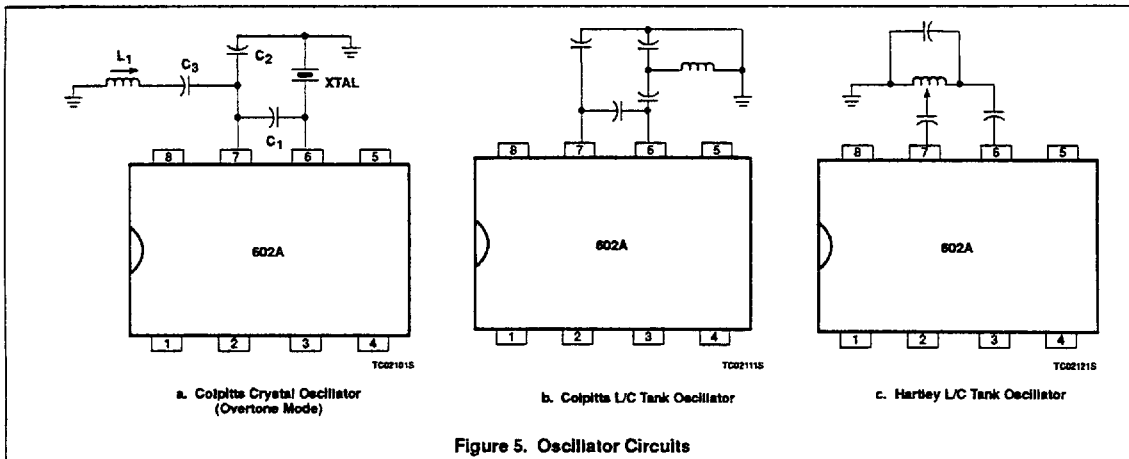 L1
C3
C2
XTAL
C1
8 7 6 5
602A
1 2 3 4
TC02101S
a. Colpitts Crystal Oscillator
(Overtone Mode)
8 7 6 5
602A
1 2 3 4
TC02111S
b. Colpitts L/C Tank Oscillator
8 7 6 5
602A
1 2 3 4
TC02121S
c. Hartley L/C Tank Oscillator
Figure 5. Oscillator Circuits